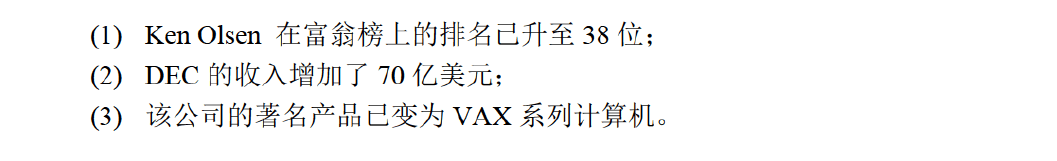 (1) Ken Olsen 在富翁榜上的排名已升至 38 位；
(2) DEC 的收入增加了 70 亿美元；
(3) 该公司的著名产品已变为 VAX 系列计算机。